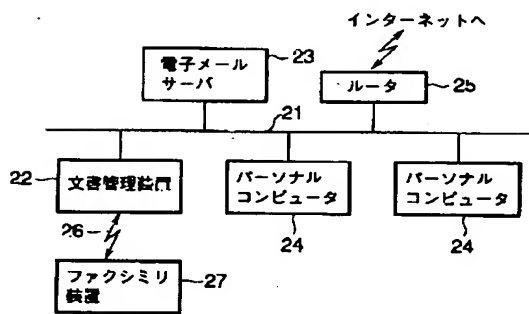 インターネットへ
電子メール
サーバ
23
ルータ
25
21
22
文書管理装置
パーソナル
コンピュータ
パーソナル
コンピュータ
26
24
24
ファクシミリ
装置
27